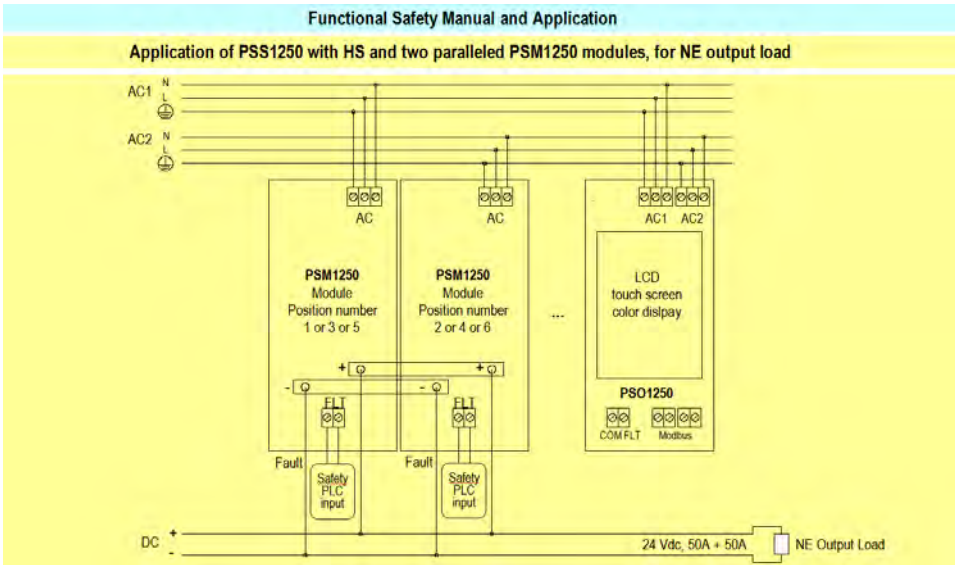 Functional Safety Manual and Application
Application of PSS1250 with HS and two paralleled PSM1250 modules, for NE output load
AC1 N
L
AC2 N
L
AC
AC
AC1 AC2
PSM1250
Module
Position number
1 or 3 or 5
PSM1250
Module
Position number
2 or 4 or 6
...
LCD
touch screen
color dislpay
+
+
-
-
PSO1250
FLT
FLT
COM FLT
Modbus
Fault
Fault
Safety
PLC
input
Safety
PLC
input
DC +
-
24 Vdc, 50A + 50A
NE Output Load